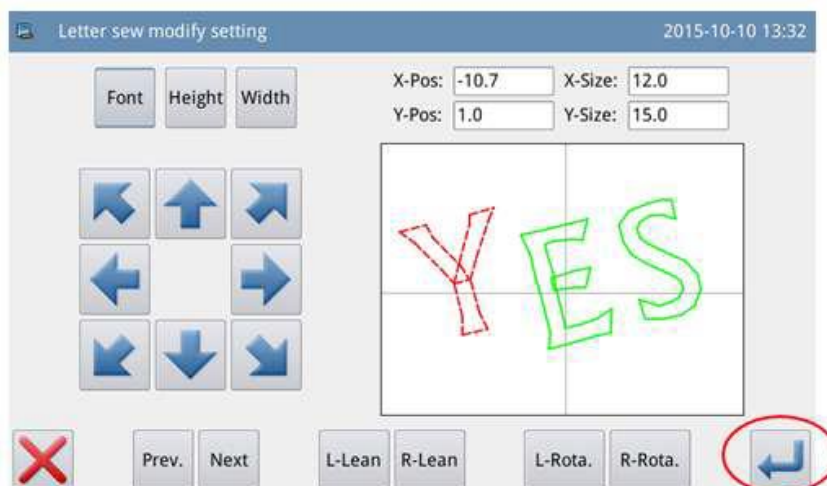 Letter sew modify setting 2015-10-10 13:32
Font Height Width
X-Pos: -10.7 X-Size: 12.0
Y-Pos: 1.0 Y-Size: 15.0
YES
Prev. Next L-Lean R-Lean L-Rota. R-Rota.